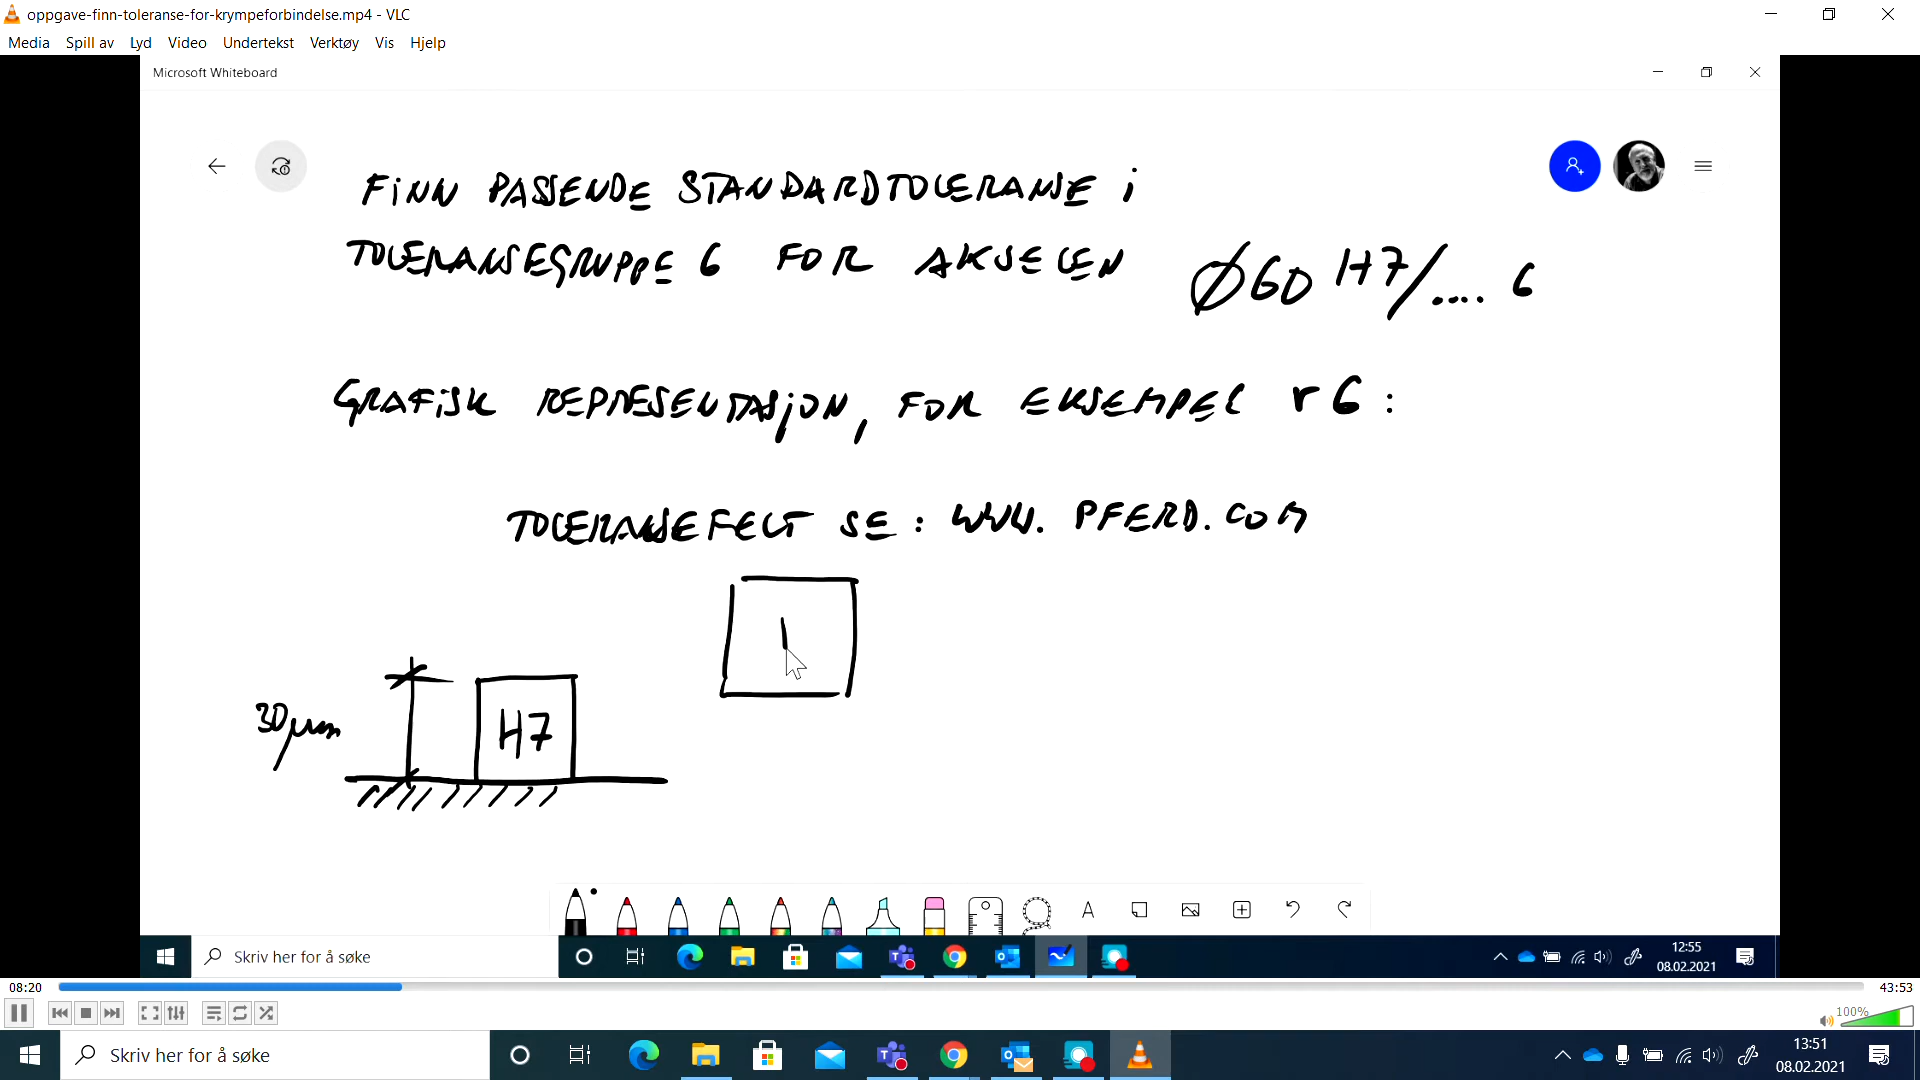 oppgave-finn-toleranse-for-krympeforbindelse.mp4 - VLC
Media Spill av Lyd Video Undertekst Verktøy Vis Hjelp
Microsoft Whiteboard
FINN PASSENDE STANDARDTOLERANSE i
TOLERANSEGRUPPE 6 FOR AKSELEN Ø60 H7/.... 6
GRAFISK REPRESENTASJON, FOR EKSEMPEL r6:
TOLERANSEFELT SE: WWW. PFERD.COM
30µm
H7
Skriv her for å søke
12:55
08.02.2021
08:20
43:53
100%
Skriv her for å søke
13:51
08.02.2021